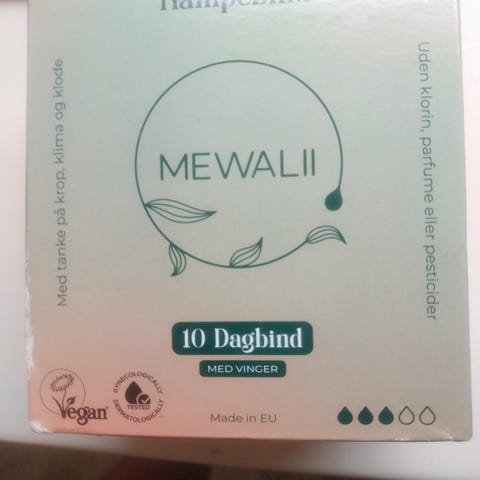 Med tanke på krop, klima og klode
Uden klorin, parfume eller pesticider
MEWALII
10 Dagbind
MED VINGER
Vegan
GYNECOLOGICALLY
TESTED
DERMATOLOGICALLY
Made in EU